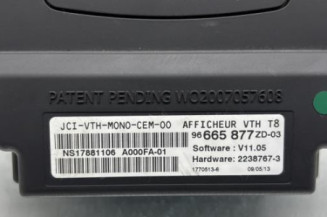 PATENT PENDING WO2007057608
JCI-VTH-MONO-CEM-00 AFFICHEUR VTH T8
96 665 877 ZD-03
Software : V11.05
Hardware: 2238767-3
NS17881106 A000FA-01
1770513-6 09/05/13